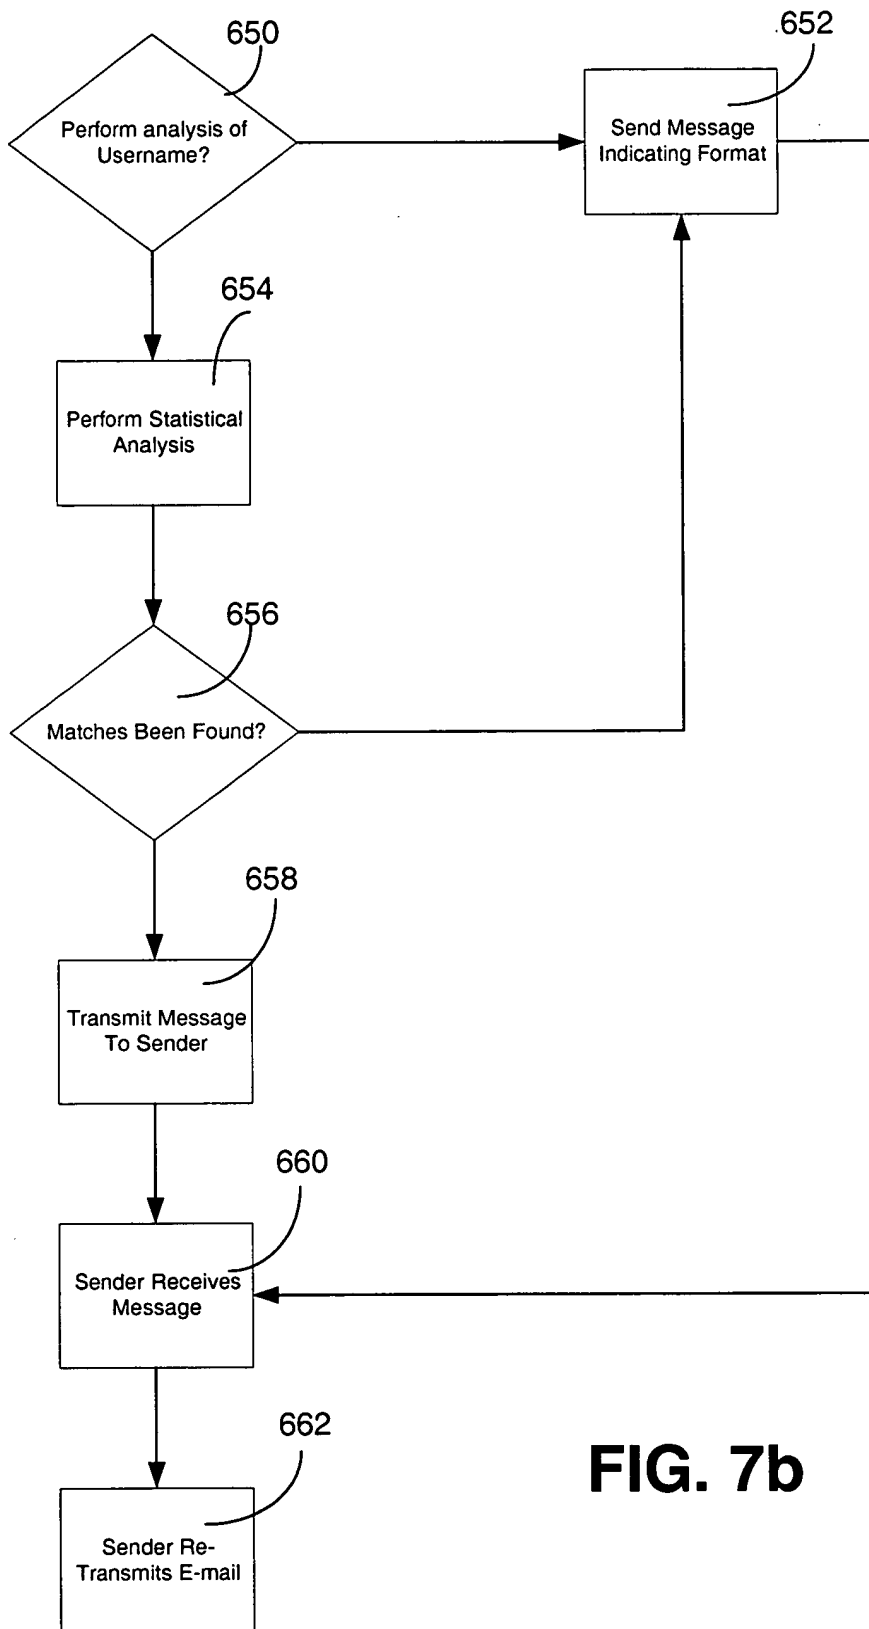 650
652
Perform analysis of
Username?
Send Message
Indicating Format
654
Perform Statistical
Analysis
656
Matches Been Found?
658
Transmit Message
To Sender
660
Sender Receives
Message
662
Sender Re-
Transmits E-mail
FIG. 7b